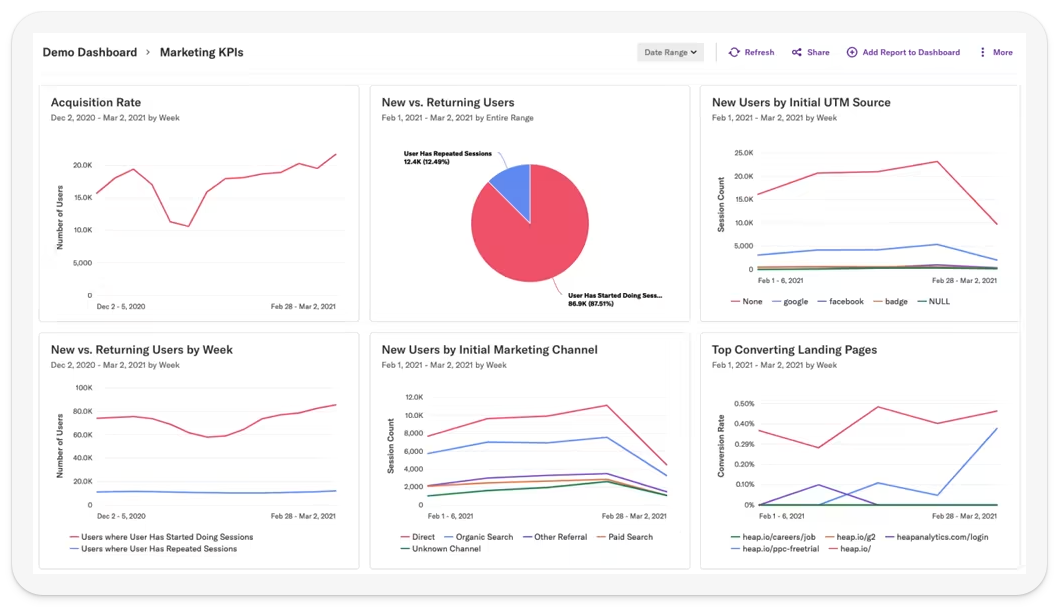 Demo Dashboard > Marketing KPIs
Date Range
Refresh
Share
Add Report to Dashboard
More
Acquisition Rate
Dec 2, 2020 - Mar 2, 2021 by Week
Number of Users
20.0K
15.0K
10.0K
5,000
0
Dec 2 - 5, 2020
Feb 28 - Mar 2, 2021
New vs. Returning Users
Feb 1, 2021 - Mar 2, 2021 by Entire Range
User Has Repeated Sessions
12.4K (12.49%)
User Has Started Doing Sess...
86.9K (87.51%)
New Users by Initial UTM Source
Feb 1, 2021 - Mar 2, 2021 by Week
Session Count
25.0K
20.0K
15.0K
10.0K
5,000
0
Feb 1 - 6, 2021
Feb 28 - Mar 2, 2021
None google facebook badge NULL
New vs. Returning Users by Week
Dec 2, 2020 - Mar 2, 2021 by Week
Number of Users
100K
80.0K
60.0K
40.0K
20.0K
0
Dec 2 - 5, 2020
Feb 28 - Mar 2, 2021
Users where User Has Started Doing Sessions
Users where User Has Repeated Sessions
New Users by Initial Marketing Channel
Feb 1, 2021 - Mar 2, 2021 by Week
Session Count
12.0K
10.0K
8,000
6,000
4,000
2,000
0
Feb 1 - 6, 2021
Feb 28 - Mar 2, 2021
Direct Organic Search Other Referral Paid Search
Unknown Channel
Top Converting Landing Pages
Feb 1, 2021 - Mar 2, 2021 by Week
Conversion Rate
0.60%
0.40%
0.29%
0.20%
0.10%
0%
Feb 1 - 6, 2021
Feb 28 - Mar 2, 2021
heap.io/careers/job heap.io/g2 heapanalytics.com/login
heap.io/ppc-freetrial heap.io/